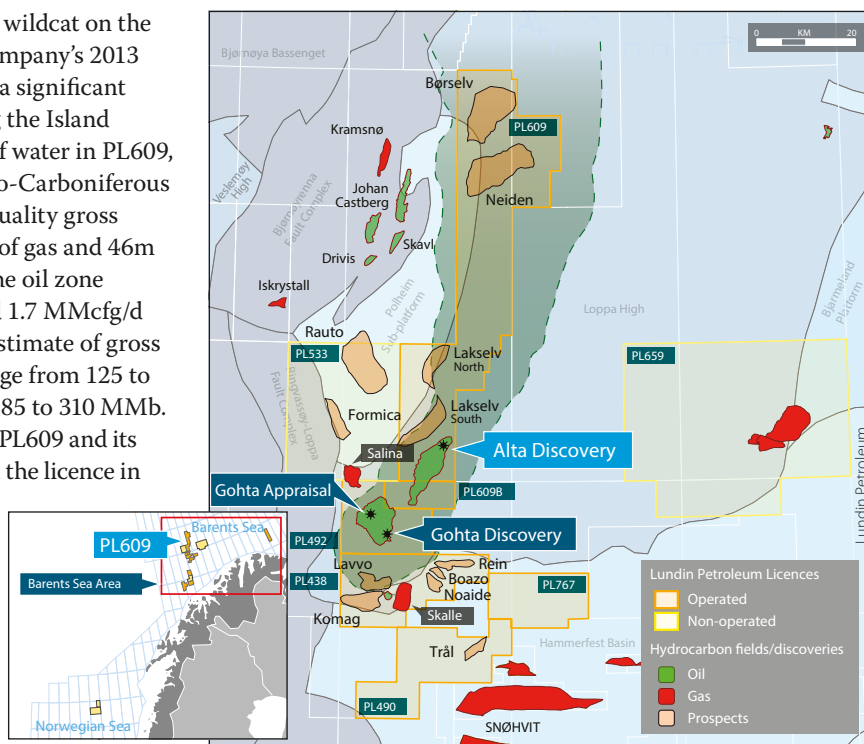 wildcat on the
mpany’s 2013
a significant
g the Island
f water in PL609,
o-Carboniferous
uality gross
of gas and 46m
ne oil zone
d 1.7 MMcfg/d
stimate of gross
ge from 125 to
85 to 310 MMb.
PL609 and its
the licence in
Bjørnøya Bassenget
0 KM 20
Børselv
PL609
Kramsnø
Veslemøy
High
Bjørnøyrenna
Fault Complex
Johan
Castberg
Neiden
Skavl
Drivis
Iskrystall
Polheim
Sub-platform
Loppa High
Bjarmeland
Platform
Rauto
PL533
Lakselv
North
PL659
Ringvassøy-Loppa
Fault Complex
Formica
Lakselv
South
Salina
Alta Discovery
Gohta Appraisal
PL609B
Gohta Discovery
PL492
Lavvo
Rein
PL438
Boazo
Noaide
PL767
Komag
Skalle
Trål
Hammerfest Basin
PL490
SNØHVIT
Lundin Petroleum
Lundin Petroleum Licences
Operated
Non-operated
Hydrocarbon fields/discoveries
Oil
Gas
Prospects
Barents Sea
PL609
Barents Sea Area
Norwegian Sea